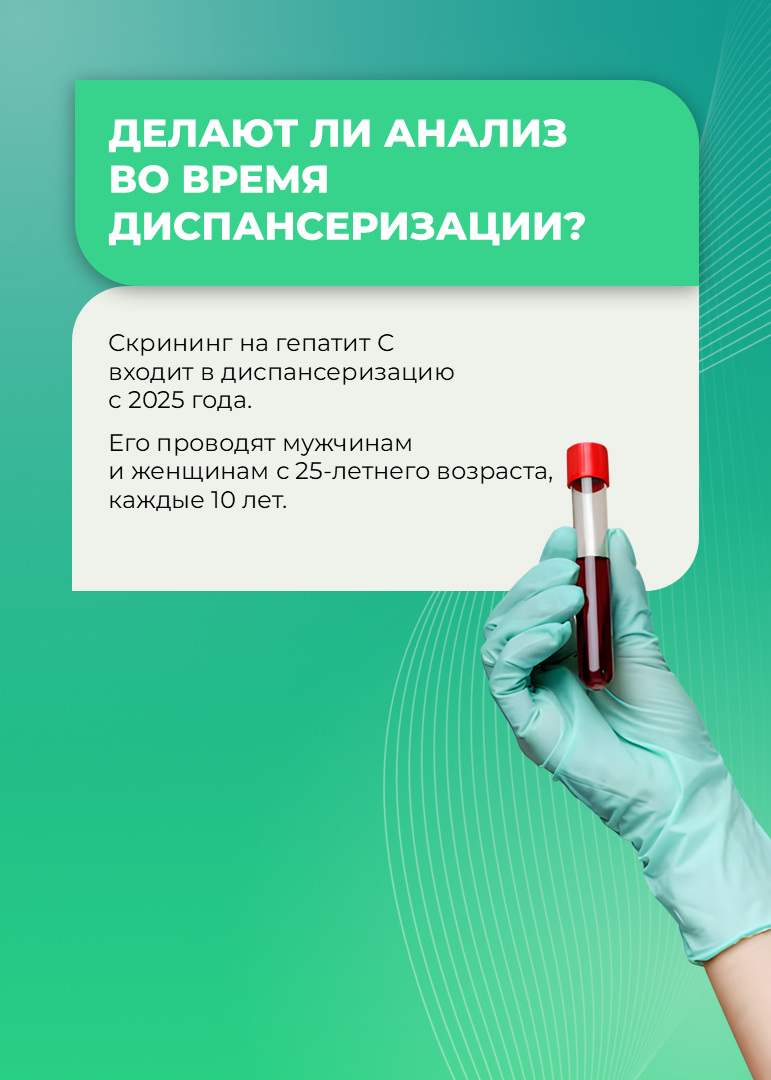 ДЕЛАЮТ ЛИ АНАЛИЗ
ВО ВРЕМЯ
ДИСПАНСЕРИЗАЦИИ?
Скрининг на гепатит С
входит в диспансеризацию
с 2025 года.
Его проводят мужчинам
и женщинам с 25-летнего возраста,
каждые 10 лет.